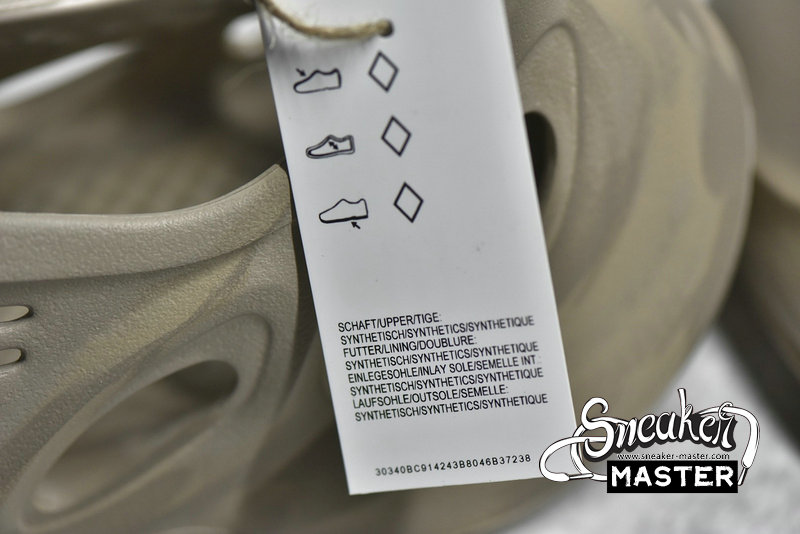 SCHAFT/UPPER/TIGE:
SYNTHETISCH/SYNTHETICS/SYNTHETIQUE
FUTTER/LINING/DOUBLURE:
SYNTHETISCH/SYNTHETICS/SYNTHETIQUE
EINLEGESOHLE/INLAY SOLE/SEMELLE INT.:
SYNTHETISCH/SYNTHETICS/SYNTHETIQUE
LAUFSOHLE/OUTSOLE/SEMELLE:
SYNTHETISCH/SYNTHETICS/SYNTHETIQUE
30340BC914243B8046B37238
Sneaker
www.sneaker-master.com
MASTER